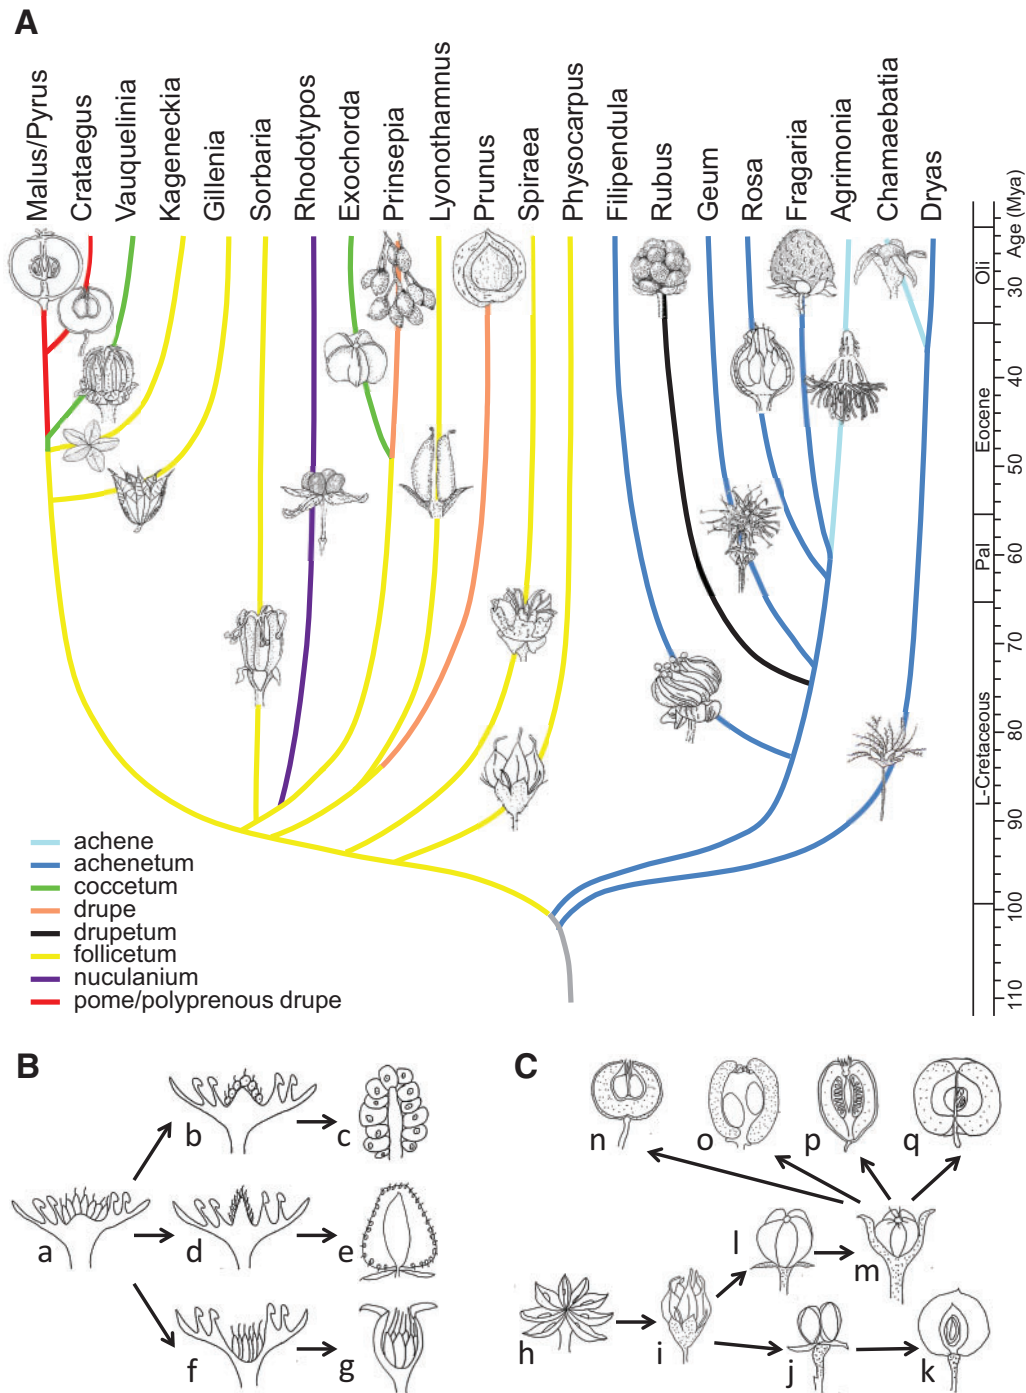 A
Malus/Pyrus
Crataegus
Vauquelinia
Kageneckia
Gillenia
Sorbaria
Rhodotypos
Exochorda
Prinsepia
Lyonothamnus
Prunus
Spiraea
Physocarpus
Filipendula
Rubus
Geum
Rosa
Fragaria
Agrimonia
Chamaebatia
Dryas
Age (Mya)
Oli
Eocene
Pal
L-Cretaceous
30
40
50
60
70
80
90
100
110
achene
achenetum
coccetum
drupe
drupetum
follicetum
nuculanium
pome/polyprenous drupe
B
b
c
a
d
e
f
g
C
n
o
p
q
l
m
h
i
j
k